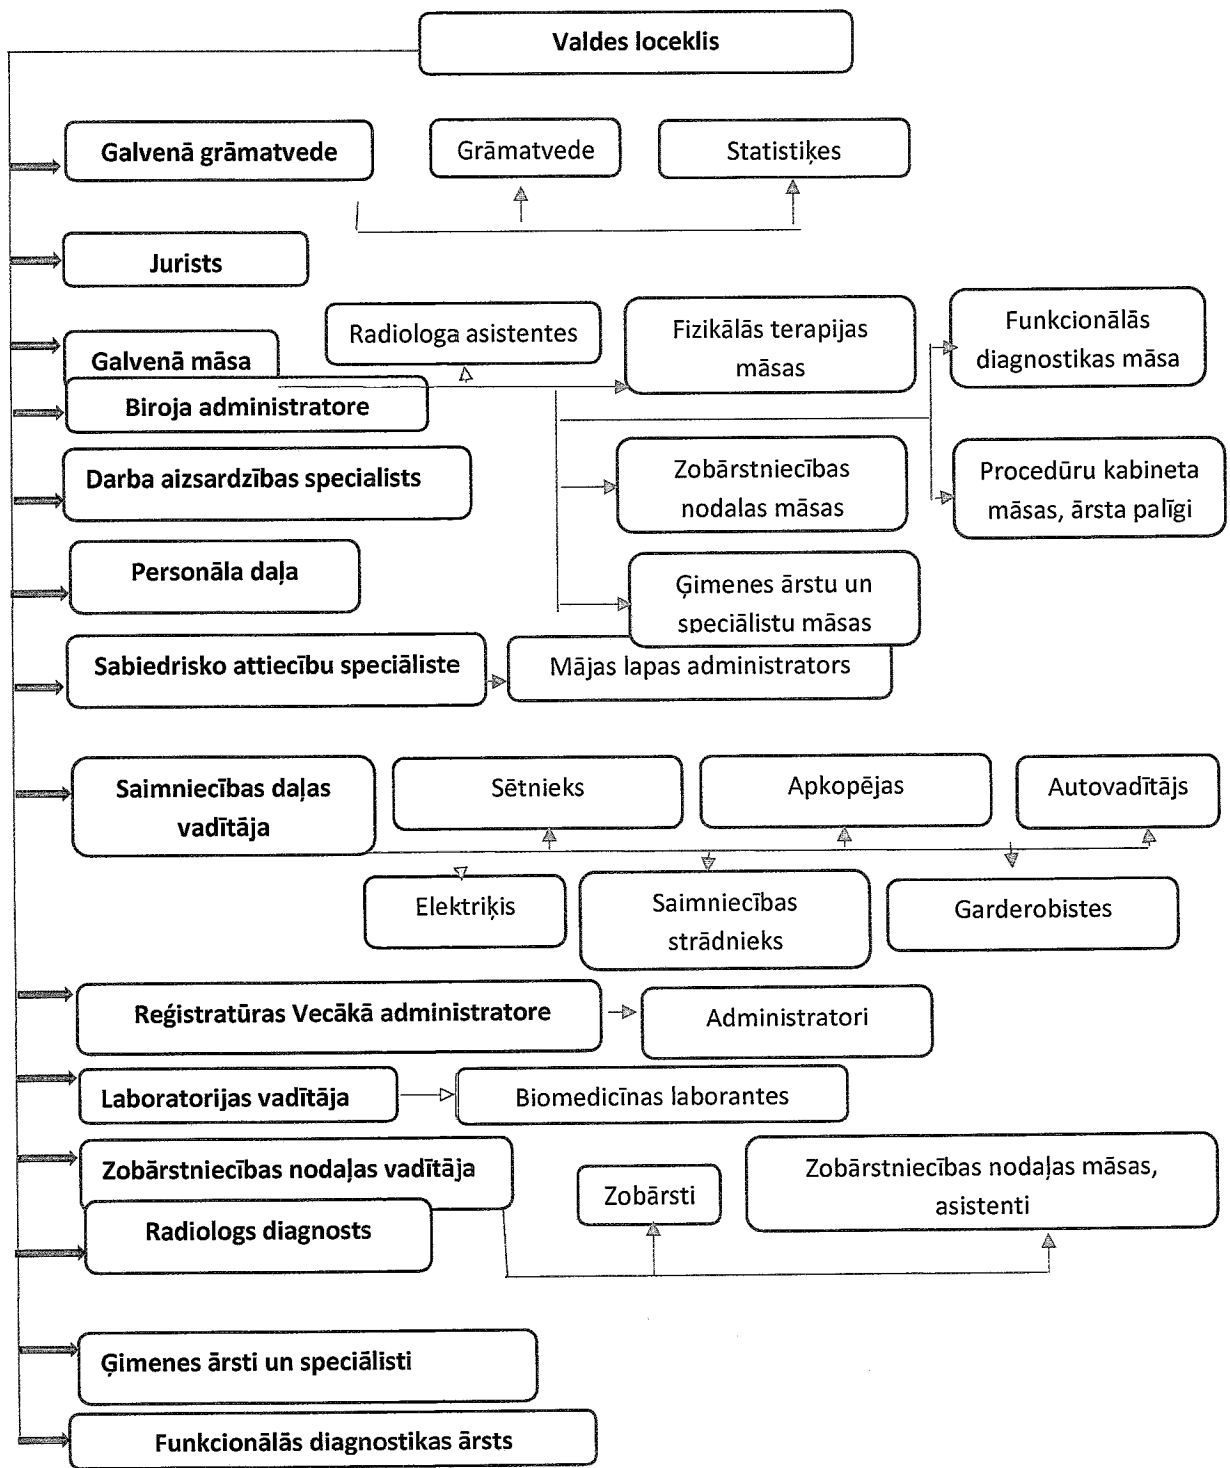 Valdes loceklis
Galvenā grāmatvede
Grāmatvede
Statistiķes
Jurists
Galvenā māsa
Radiologa asistentes
Fizikālās terapijas
māsas
Funkcionālās
diagnostikas māsa
Biroja administratore
Darba aizsardzības specialists
Zobārstniecības
nodalas māsas
Procedūru kabineta
māsas, ārsta palīgi
Personāla daļa
Ģimenes ārstu un
speciālistu māsas
Sabiedrisko attiecību speciāliste
Mājas lapas administrators
Saimniecības daļas
vadītāja
Sētnieks
Apkopējas
Autovadītājs
Elektriķis
Saimniecības
strādnieks
Garderobistes
Reģistratūras Vecākā administratore
Administratori
Laboratorijas vadītāja
Biomedicīnas laborantes
Zobārstniecības nodaļas vadītāja
Zobārsti
Zobārstniecības nodaļas māsas,
asistenti
Radiologs diagnosts
Ģimenes ārsti un speciālisti
Funkcionālās diagnostikas ārsts